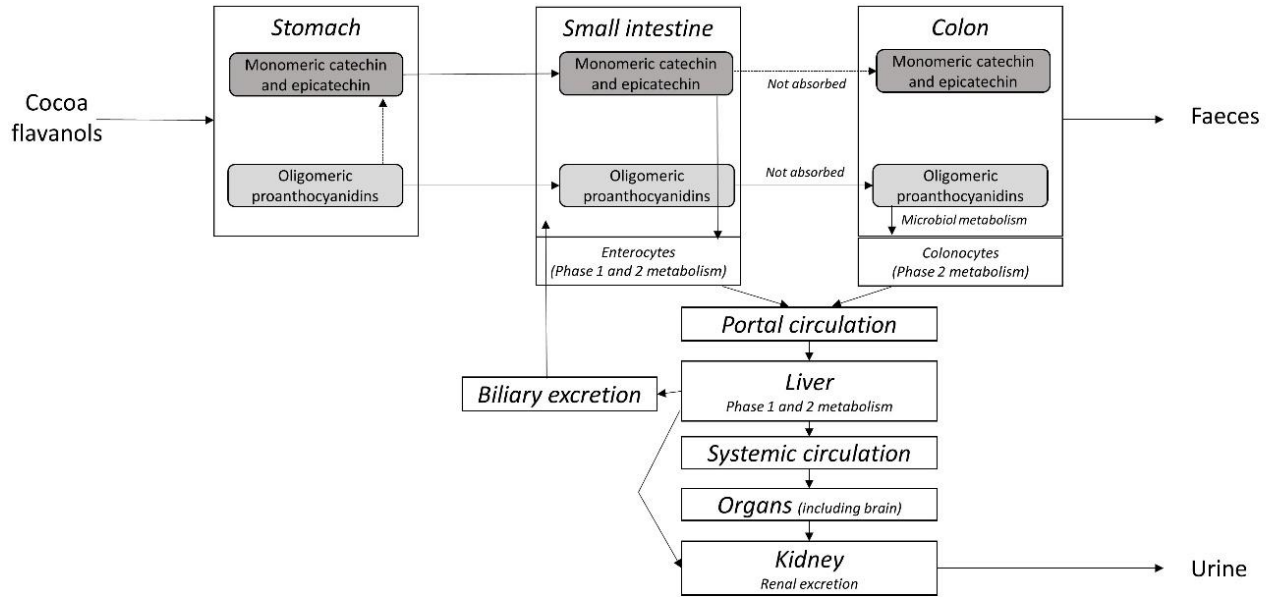 Stomach
Monomeric catechin
and epicatechin
Oligomeric
proanthocyanidins
Cocoa
flavanols
Small intestine
Monomeric catechin
and epicatechin
Oligomeric
proanthocyanidins
Enterocytes
(Phase 1 and 2 metabolism)
Not absorbed
Not absorbed
Colon
Monomeric catechin
and epicatechin
Oligomeric
proanthocyanidins
Microbiol metabolism
Colonocytes
(Phase 2 metabolism)
Faeces
Portal circulation
Liver
Phase 1 and 2 metabolism
Biliary excretion
Systemic circulation
Organs (including brain)
Kidney
Renal excretion
Urine